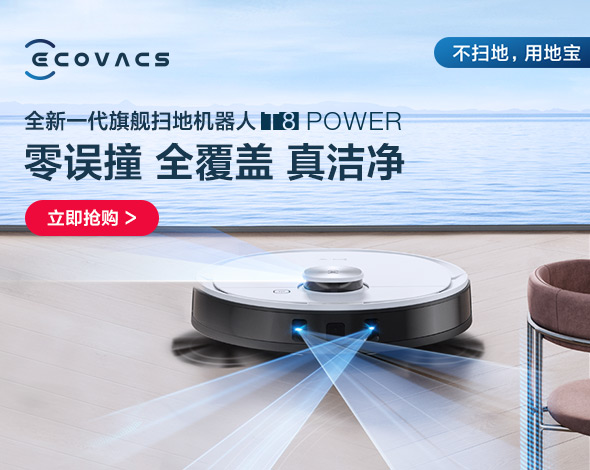 ECOVACS
不扫地，用地宝
全新一代旗舰扫地机器人 T8 POWER
零误撞 全覆盖 真洁净
立即抢购 >